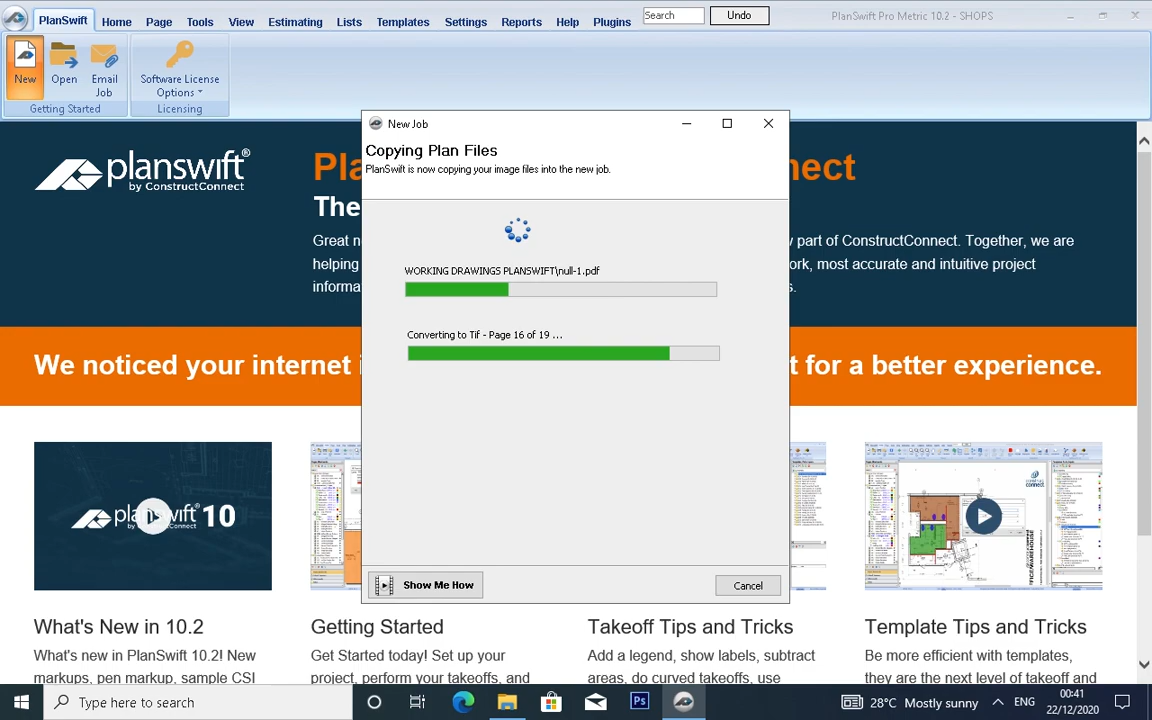 PlanSwift
Home
Page
Tools
View
Estimating
Lists
Templates
Settings
Reports
Help
Plugins
Search
Undo
PlanSwift Pro Metric 10.2 - SHOPS
New
Open
Email
Job
Software License
Options
Getting Started
Licensing
planswift®
by ConstructConnect
nect
The
Great n
y part of ConstructConnect. Together, we are
helping
ork, most accurate and intuitive project
informa
s.
We noticed your internet i
t for a better experience.
New Job
Copying Plan Files
PlanSwift is now copying your image files into the new job.
WORKING DRAWINGS PLANSWIFT\null-1.pdf
Converting to Tif - Page 16 of 19 ...
Show Me How
Cancel
planswift® 10
What's New in 10.2
Getting Started
Takeoff Tips and Tricks
Template Tips and Tricks
What's new in PlanSwift 10.2! New
Get Started today! Set up your
Add a legend, show labels, subtract
Be more efficient with templates,
markups, pen markup, sample CSI
project, perform your takeoffs, and
areas, do curved takeoffs, use
they are the next level of takeoff and
Type here to search
28°C Mostly sunny
ENG
00:41
22/12/2020